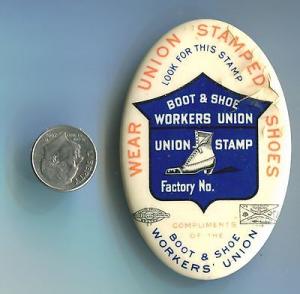 WEAR UNION STAMPED SHOES
LOOK FOR THIS STAMP
BOOT & SHOE
WORKERS UNION
UNION STAMP
Factory No.
COMPLIMENTS
OF THE
BOOT & SHOE
WORKERS' UNION